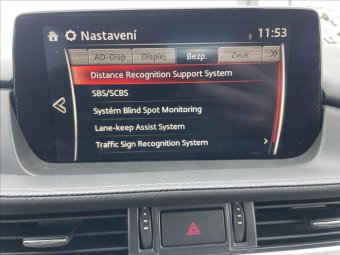 Nastavení 11:53
AD-Disp Displej Bezp. Zvuk
Distance Recognition Support System
SBS/SCBS
Systém Blind Spot Monitoring
Lane-keep Assist System
Traffic Sign Recognition System